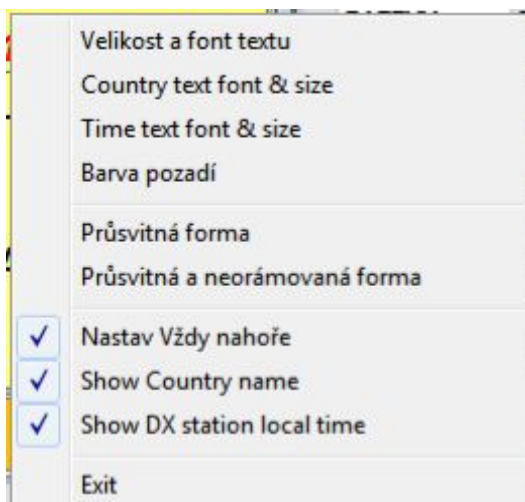 Velikost a font textu
Country text font & size
Time text font & size
Barva pozadí
Průsvitná forma
Průsvitná a neorámovaná forma
Nastav Vždy nahoře
Show Country name
Show DX station local time
Exit